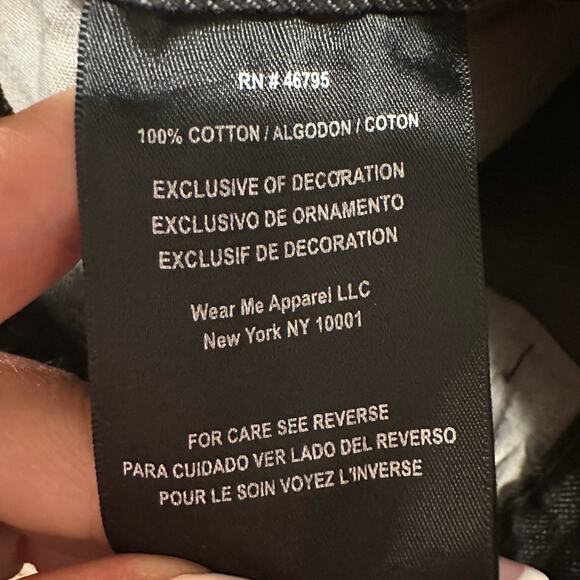 RN # 46795
100% COTTON / ALGODON / COTON
EXCLUSIVE OF DECORATION
EXCLUSIVO DE ORNAMENTO
EXCLUSIF DE DECORATION
Wear Me Apparel LLC
New York NY 10001
FOR CARE SEE REVERSE
PARA CUIDADO VER LADO DEL REVERSO
POUR LE SOIN VOYEZ L'INVERSE